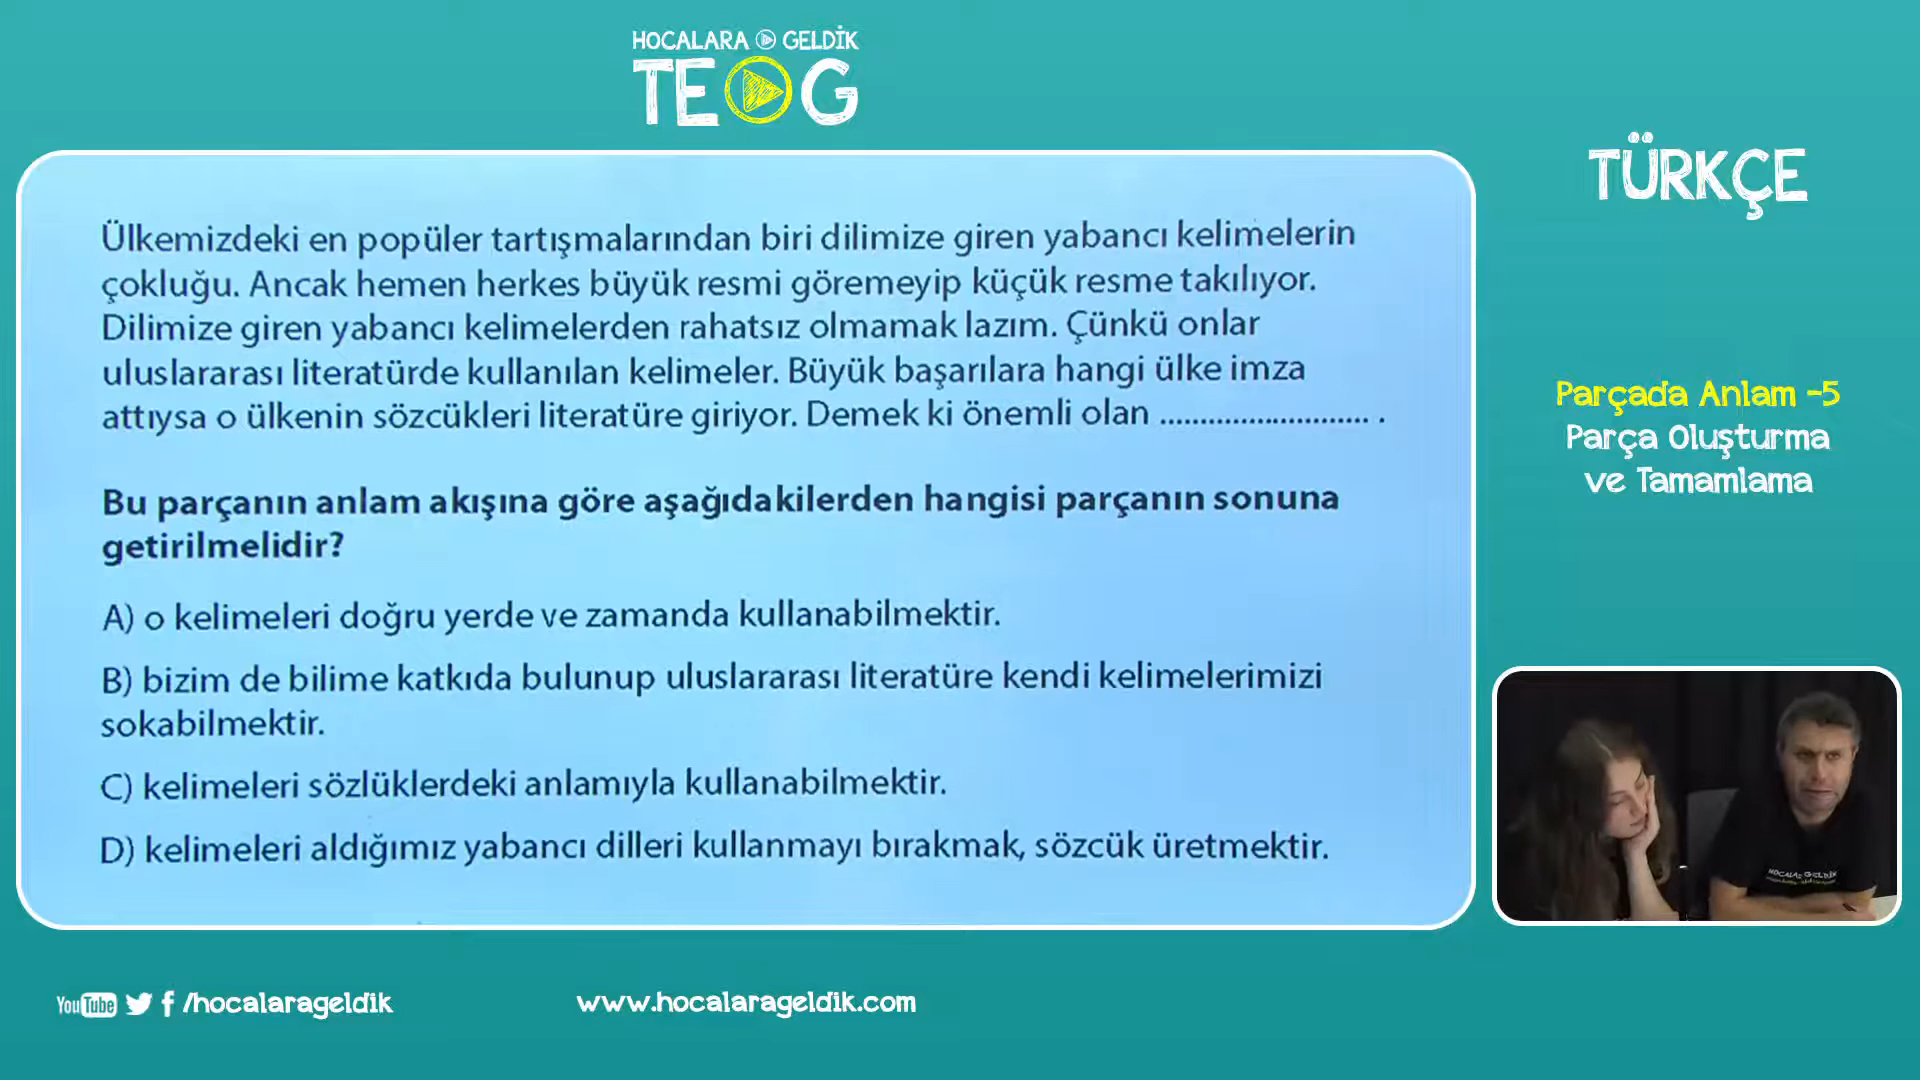 HOCALARA GELDİK
TEOG
TÜRKÇE
Ülkemizdeki en popüler tartışmalarından biri dilimize giren yabancı kelimelerin
çokluğu. Ancak hemen herkes büyük resmi göremeyip küçük resme takılıyor.
Dilimize giren yabancı kelimelerden rahatsız olmamak lazım. Çünkü onlar
uluslararası literatürde kullanılan kelimeler. Büyük başarılara hangi ülke imza
attıysa o ülkenin sözcükleri literatüre giriyor. Demek ki önemli olan .......................... .
Bu parçanın anlam akışına göre aşağıdakilerden hangisi parçanın sonuna
getirilmelidir?
A) o kelimeleri doğru yerde ve zamanda kullanabilmektir.
B) bizim de bilime katkıda bulunup uluslararası literatüre kendi kelimelerimizi
sokabilmektir.
C) kelimeleri sözlüklerdeki anlamıyla kullanabilmektir.
D) kelimeleri aldığımız yabancı dilleri kullanmayı bırakmak, sözcük üretmektir.
Parçada Anlam -5
Parça Oluşturma
ve Tamamlama
HOCALARA GELDİK
YouTube /hocalarageldik
www.hocalarageldik.com